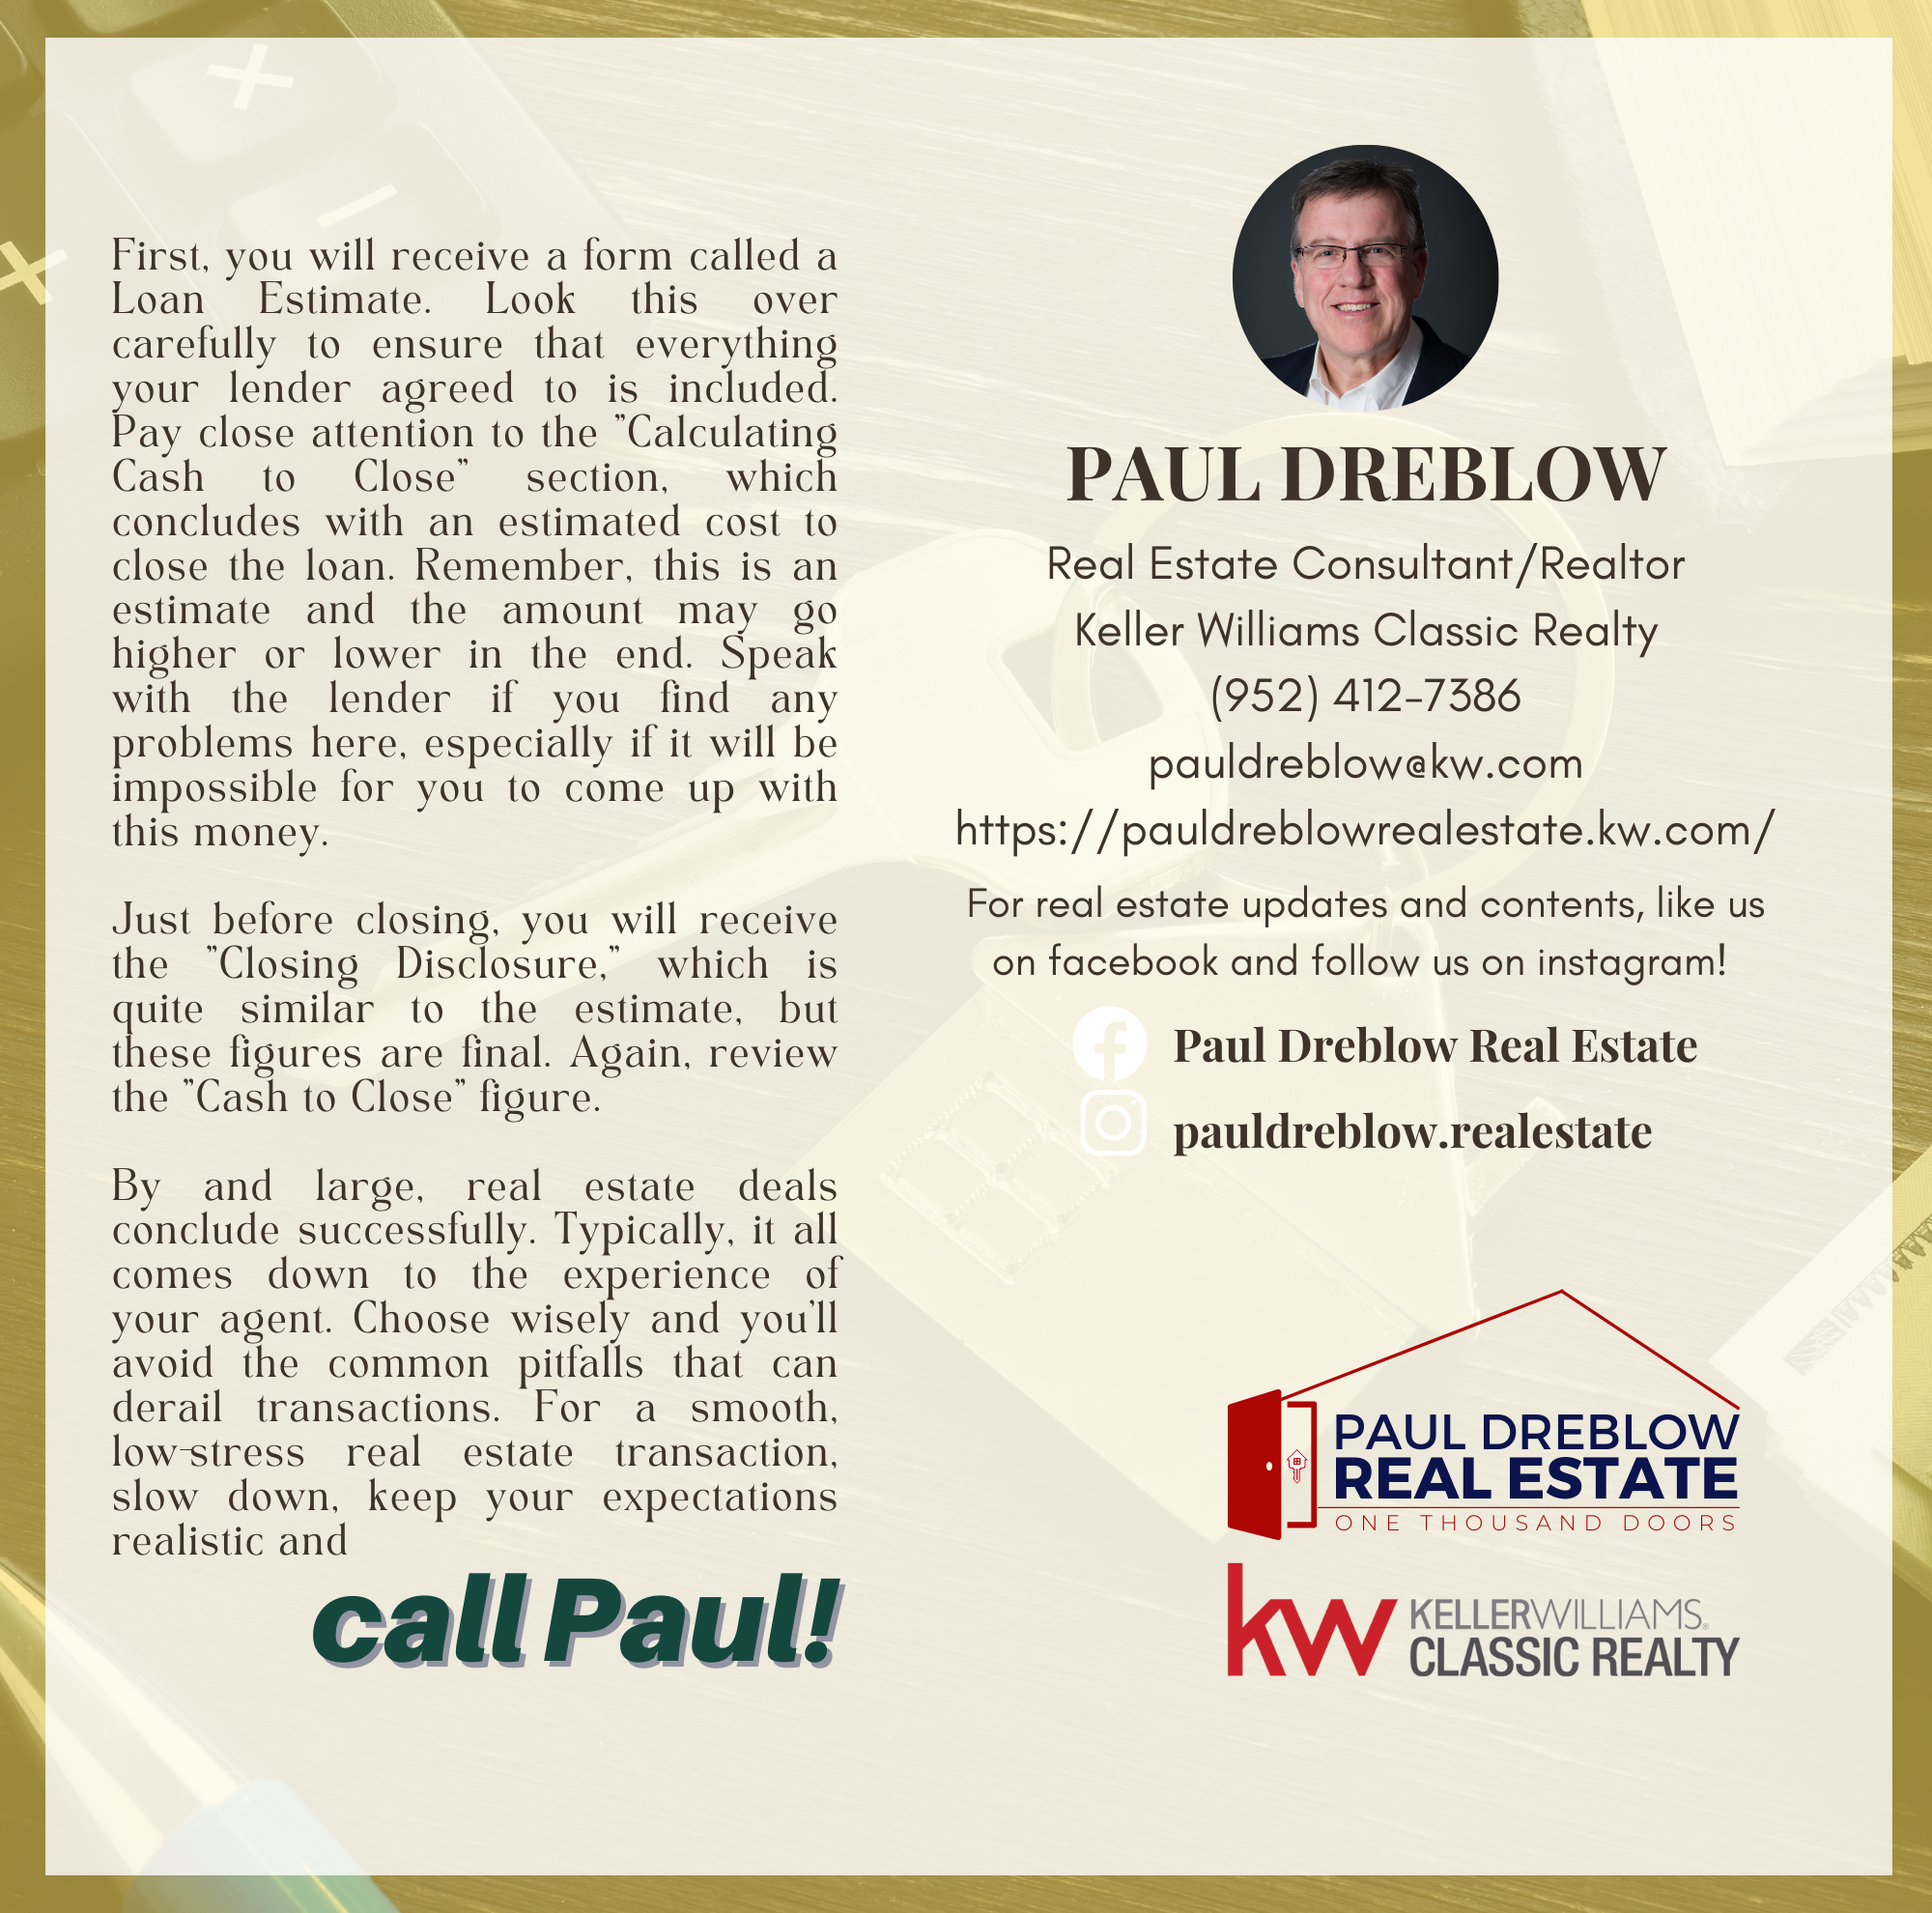 First, you will receive a form called a
Loan Estimate. Look this over
carefully to ensure that everything
your lender agreed to is included.
Pay close attention to the "Calculating
Cash to Close" section, which
concludes with an estimated cost to
close the loan. Remember, this is an
estimate and the amount may go
higher or lower in the end. Speak
with the lender if you find any
problems here, especially if it will be
impossible for you to come up with
this money.
Just before closing, you will receive
the "Closing Disclosure," which is
quite similar to the estimate, but
these figures are final. Again, review
the "Cash to Close" figure.
By and large, real estate deals
conclude successfully. Typically, it all
comes down to the experience of
your agent. Choose wisely and you'll
avoid the common pitfalls that can
derail transactions. For a smooth,
low-stress real estate transaction,
slow down, keep your expectations
realistic and
call Paul!
PAUL DREBLOW
Real Estate Consultant/Realtor
Keller Williams Classic Realty
(952) 412-7386
pauldreblow@kw.com
https://pauldreblowrealestate.kw.com/
For real estate updates and contents, like us
on facebook and follow us on instagram!
Paul Dreblow Real Estate
pauldreblow.realestate
PAUL DREBLOW
REAL ESTATE
ONE THOUSAND DOORS
kw KELLERWILLIAMS®
CLASSIC REALTY